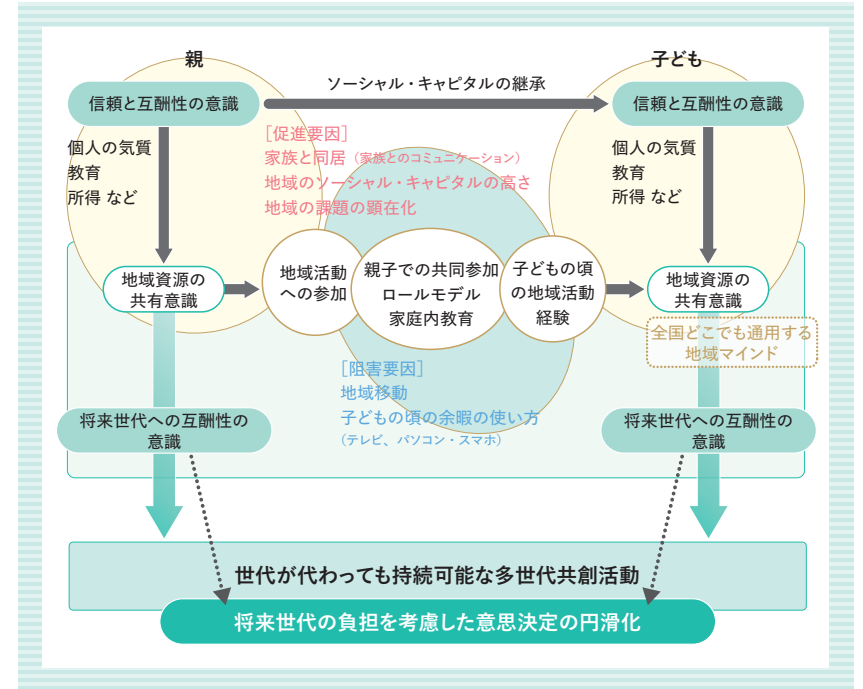 親
子ども
ソーシャル・キャピタルの継承
信頼と互酬性の意識
信頼と互酬性の意識
個人の気質
教育
所得 など
[促進要因]
家族と同居（家族とのコミュニケーション）
地域のソーシャル・キャピタルの高さ
地域の課題の顕在化
個人の気質
教育
所得 など
地域資源の
共有意識
地域活動
への参加
親子での共同参加
ロールモデル
家庭内教育
子どもの頃
の地域活動
経験
地域資源の
共有意識
全国どこでも通用する
地域マインド
[阻害要因]
地域移動
子どもの頃の余暇の使い方
（テレビ、パソコン・スマホ）
将来世代への互酬性の
意識
将来世代への互酬性の
意識
世代が代わっても持続可能な多世代共創活動
将来世代の負担を考慮した意思決定の円滑化